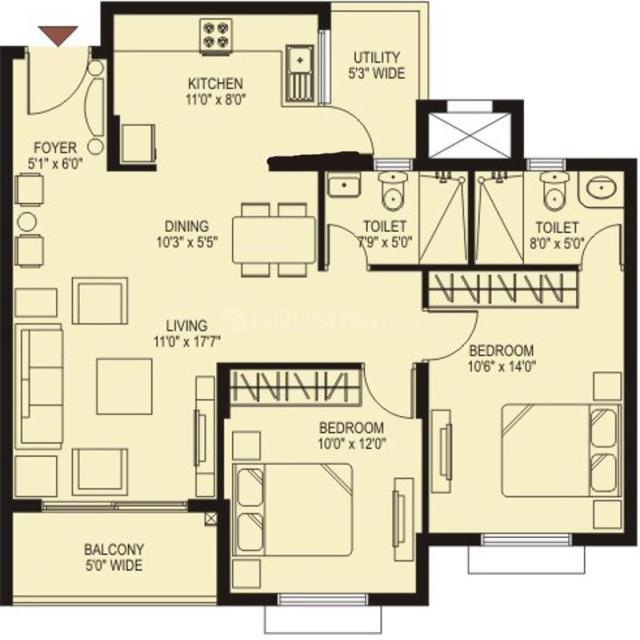 UTILITY
5'3" WIDE
KITCHEN
11'0" x 8'0"
FOYER
5'1" x 6'0"
DINING
10'3" x 5'5"
TOILET
7'9" x 5'0"
TOILET
8'0" x 5'0"
LIVING
11'0" x 17'7"
HOUSING.com
BEDROOM
10'6" x 14'0"
BEDROOM
10'0" x 12'0"
BALCONY
5'0" WIDE